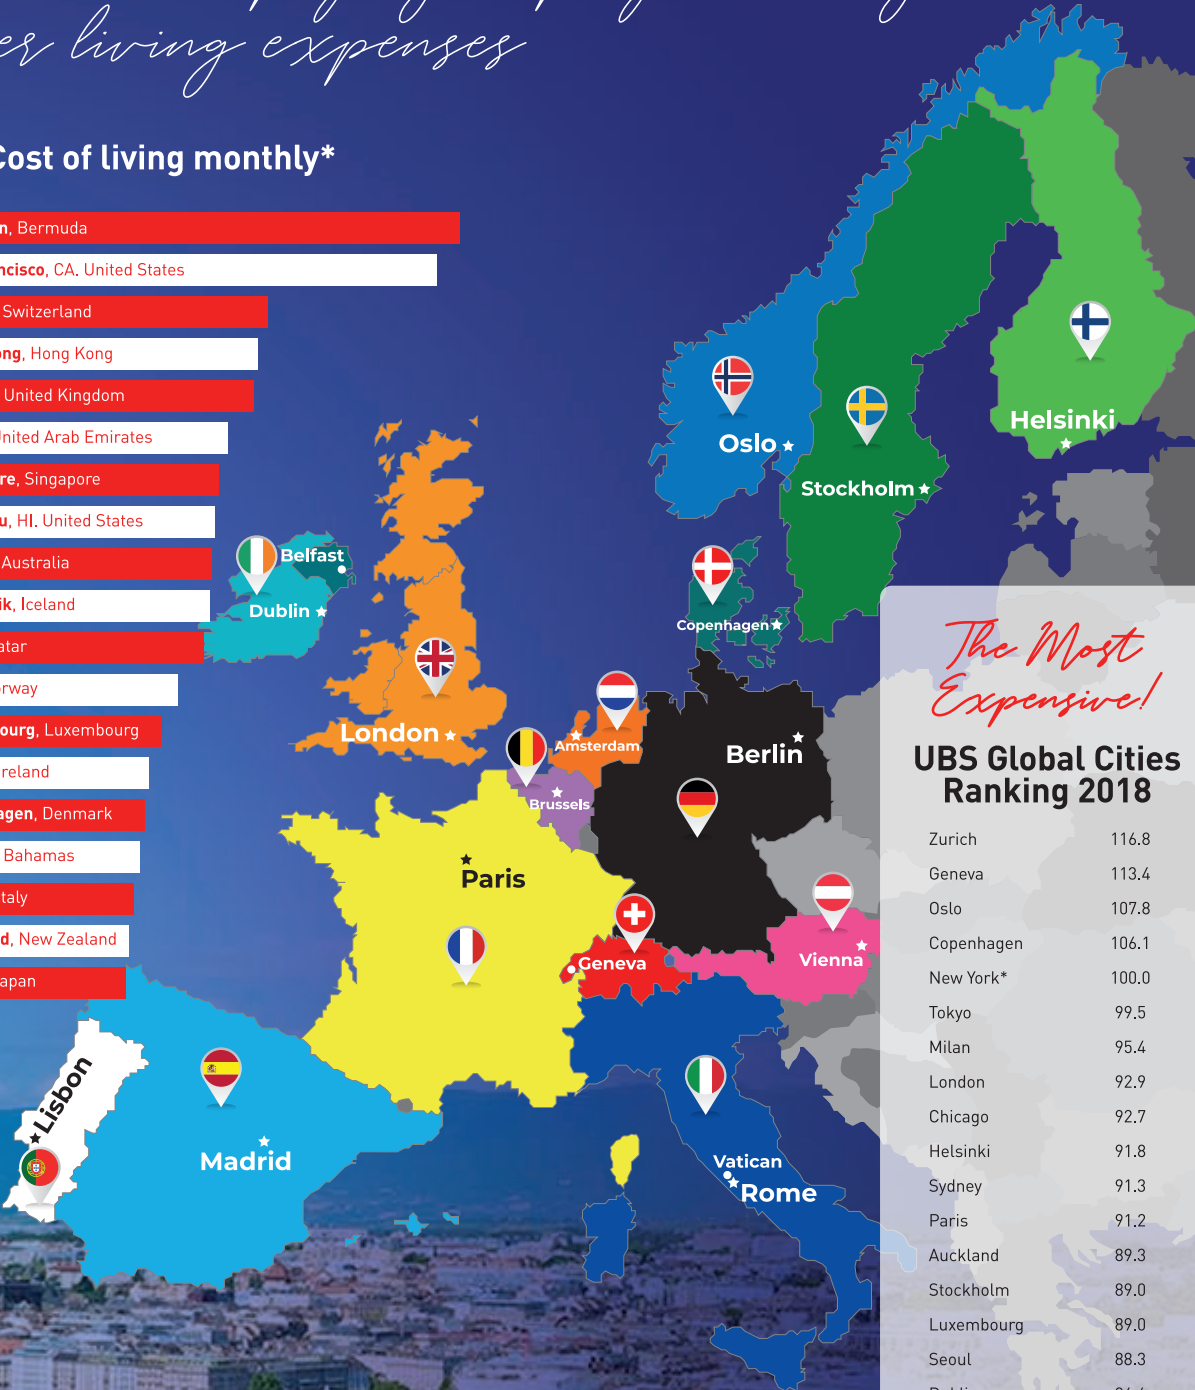 er living expenses
Cost of living monthly*
n, Bermuda
ncisco, CA. United States
Switzerland
ong, Hong Kong
United Kingdom
United Arab Emirates
re, Singapore
u, HI. United States
Australia
ik, Iceland
atar
orway
ourg, Luxembourg
Ireland
agen, Denmark
Bahamas
Italy
d, New Zealand
apan
Oslo
Stockholm
Helsinki
Belfast
Dublin
Copenhagen
London
Amsterdam
Berlin
Brussels
Paris
Geneva
Vienna
Lisbon
Madrid
Vatican
Rome
The Most
Expensive!
UBS Global Cities
Ranking 2018
Zurich 116.8
Geneva 113.4
Oslo 107.8
Copenhagen 106.1
New York* 100.0
Tokyo 99.5
Milan 95.4
London 92.9
Chicago 92.7
Helsinki 91.8
Sydney 91.3
Paris 91.2
Auckland 89.3
Stockholm 89.0
Luxembourg 89.0
Seoul 88.3